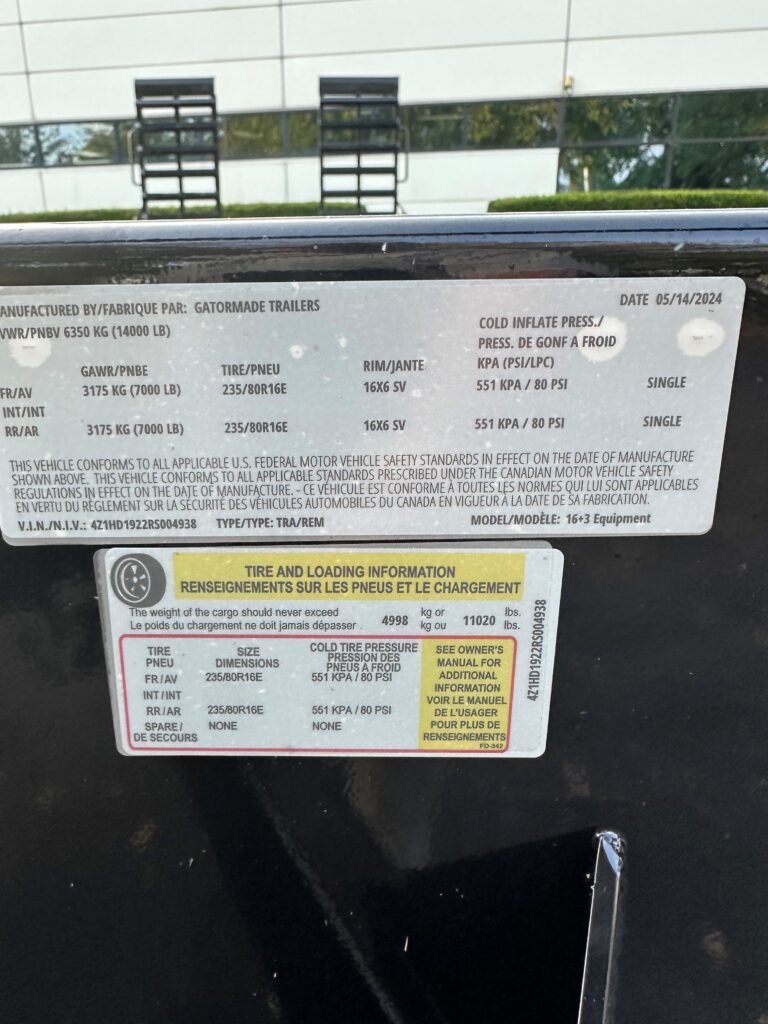 ANUFACTURED BY/FABRIQUE PAR: GATORMADE TRAILERS DATE 05/14/2024
VWR/PNBV 6350 KG (14000 LB)
COLD INFLATE PRESS./
PRESS. DE GONF A FROID
GAWR/PNBE TIRE/PNEU RIM/JANTE KPA (PSI/LPC)
FR/AV 3175 KG (7000 LB) 235/80R16E 16X6 SV 551 KPA / 80 PSI SINGLE
INT/INT
RR/AR 3175 KG (7000 LB) 235/80R16E 16X6 SV 551 KPA / 80 PSI SINGLE
THIS VEHICLE CONFORMS TO ALL APPLICABLE U.S. FEDERAL MOTOR VEHICLE SAFETY STANDARDS IN EFFECT ON THE DATE OF MANUFACTURE
SHOWN ABOVE. THIS VEHICLE CONFORMS TO ALL APPLICABLE STANDARDS PRESCRIBED UNDER THE CANADIAN MOTOR VEHICLE SAFETY
REGULATIONS IN EFFECT ON THE DATE OF MANUFACTURE. - CE VÉHICULE EST CONFORME À TOUTES LES NORMES QUI LUI SONT APPLICABLES
EN VERTU DU RÈGLEMENT SUR LA SÉCURITÉ DES VÉHICULES AUTOMOBILES DU CANADA EN VIGUEUR À LA DATE DE SA FABRICATION.
V.I.N./N.I.V.: 4Z1HD1922RS004938 TYPE/TYPE: TRA/REM MODEL/MODÈLE: 16+3 Equipment
TIRE AND LOADING INFORMATION
RENSEIGNEMENTS SUR LES PNEUS ET LE CHARGEMENT
The weight of the cargo should never exceed
Le poids du chargement ne doit jamais dépasser
4998
kg or
kg ou
11020
lbs.
lbs.
TIRE
PNEU
SIZE
DIMENSIONS
COLD TIRE PRESSURE
PRESSION DES
PNEUS A FROID
FR/AV 235/80R16E 551 KPA / 80 PSI
INT/INT
RR/AR 235/80R16E 551 KPA / 80 PSI
SPARE/ NONE NONE
DE SECOURS
SEE OWNER'S
MANUAL FOR
ADDITIONAL
INFORMATION
VOIR LE MANUEL
DE L'USAGER
POUR PLUS DE
RENSEIGNEMENTS
FD-342
4Z1HD1922RS004938